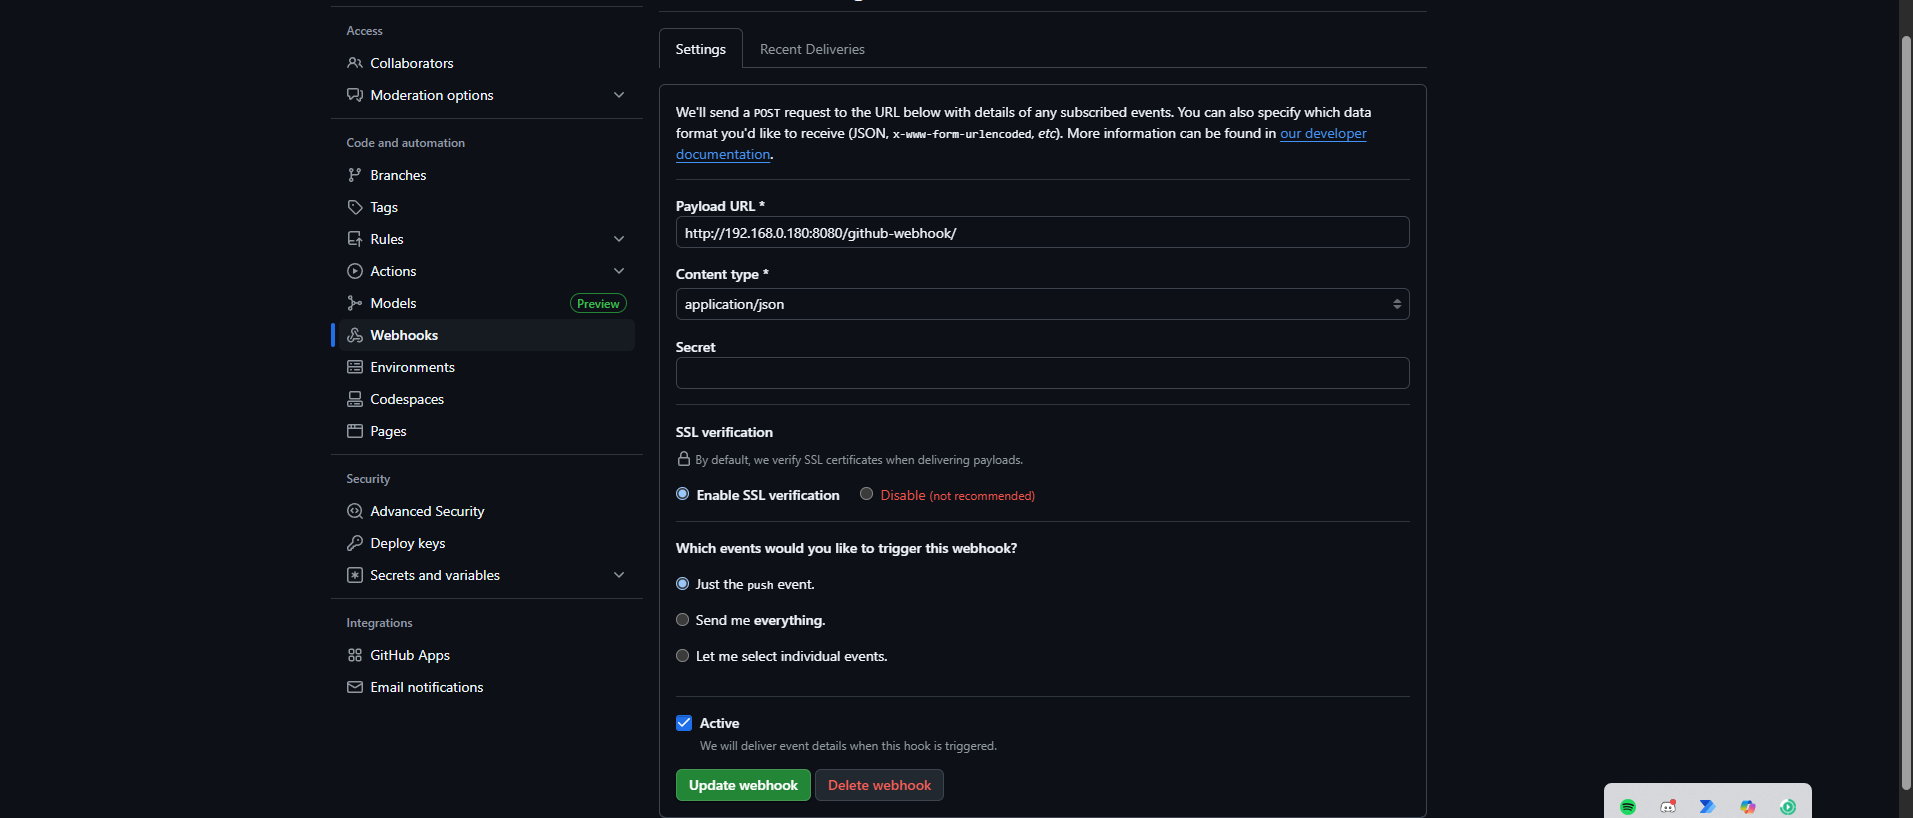 Access
Collaborators
Moderation options
Code and automation
Branches
Tags
Rules
Actions
Models Preview
Webhooks
Environments
Codespaces
Pages
Security
Advanced Security
Deploy keys
Secrets and variables
Integrations
GitHub Apps
Email notifications
Settings Recent Deliveries
We'll send a POST request to the URL below with details of any subscribed events. You can also specify which data
format you'd like to receive (JSON, x-www-form-urlencoded, etc). More information can be found in our developer
documentation.
Payload URL *
http://192.168.0.180:8080/github-webhook/
Content type *
application/json
Secret
SSL verification
By default, we verify SSL certificates when delivering payloads.
Enable SSL verification Disable (not recommended)
Which events would you like to trigger this webhook?
Just the push event.
Send me everything.
Let me select individual events.
Active
We will deliver event details when this hook is triggered.
Update webhook Delete webhook